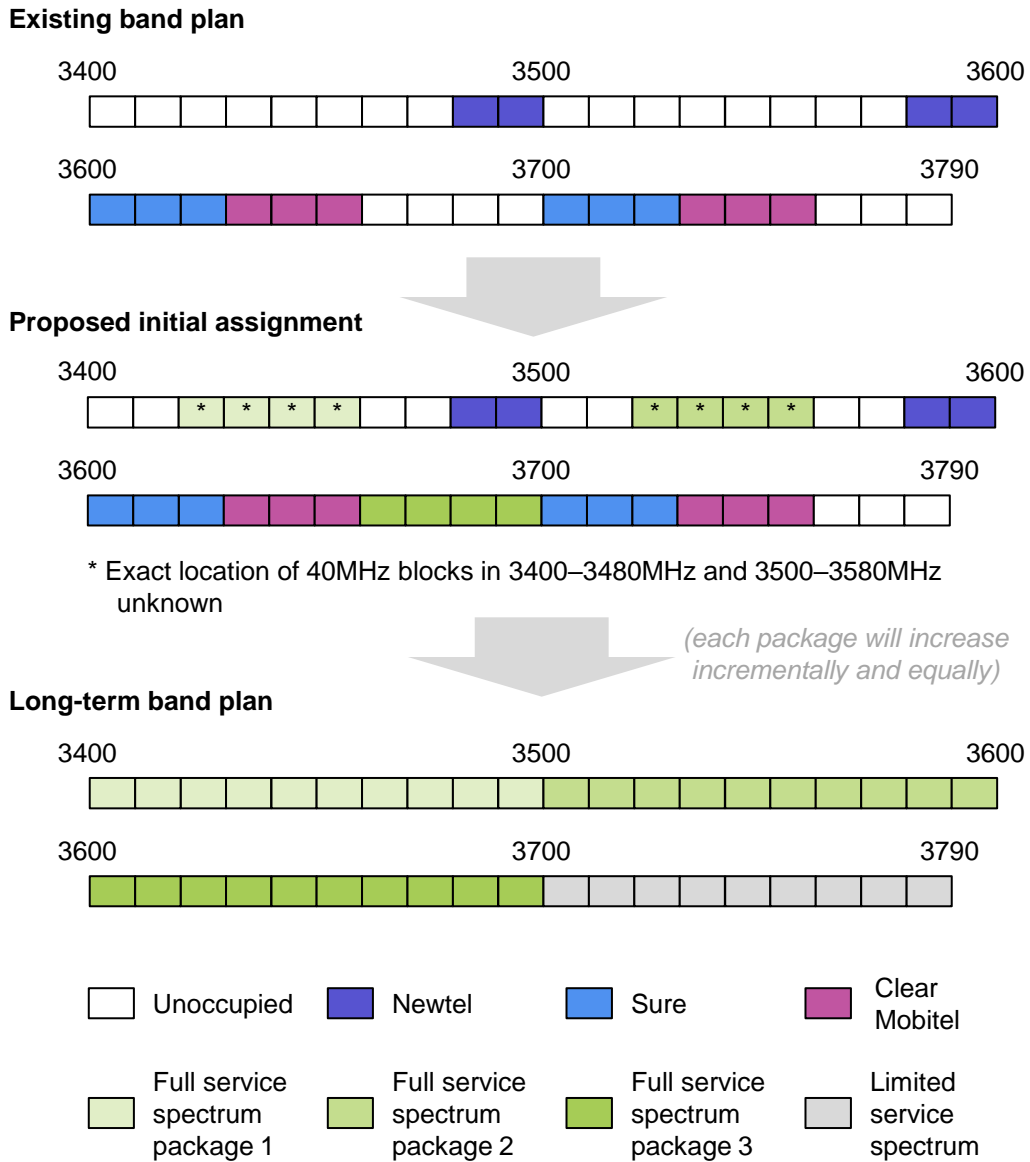 Existing band plan
3400 3500 3600
3600 3700 3790
Proposed initial assignment
3400 3500 3600
* * * * * * * *
3600 3700 3790
* Exact location of 40MHz blocks in 3400–3480MHz and 3500–3580MHz
unknown
(each package will increase
incrementally and equally)
Long-term band plan
3400 3500 3600
3600 3700 3790
Unoccupied
Newtel
Sure
Clear
Mobitel
Full service
spectrum
package 1
Full service
spectrum
package 2
Full service
spectrum
package 3
Limited
service
spectrum